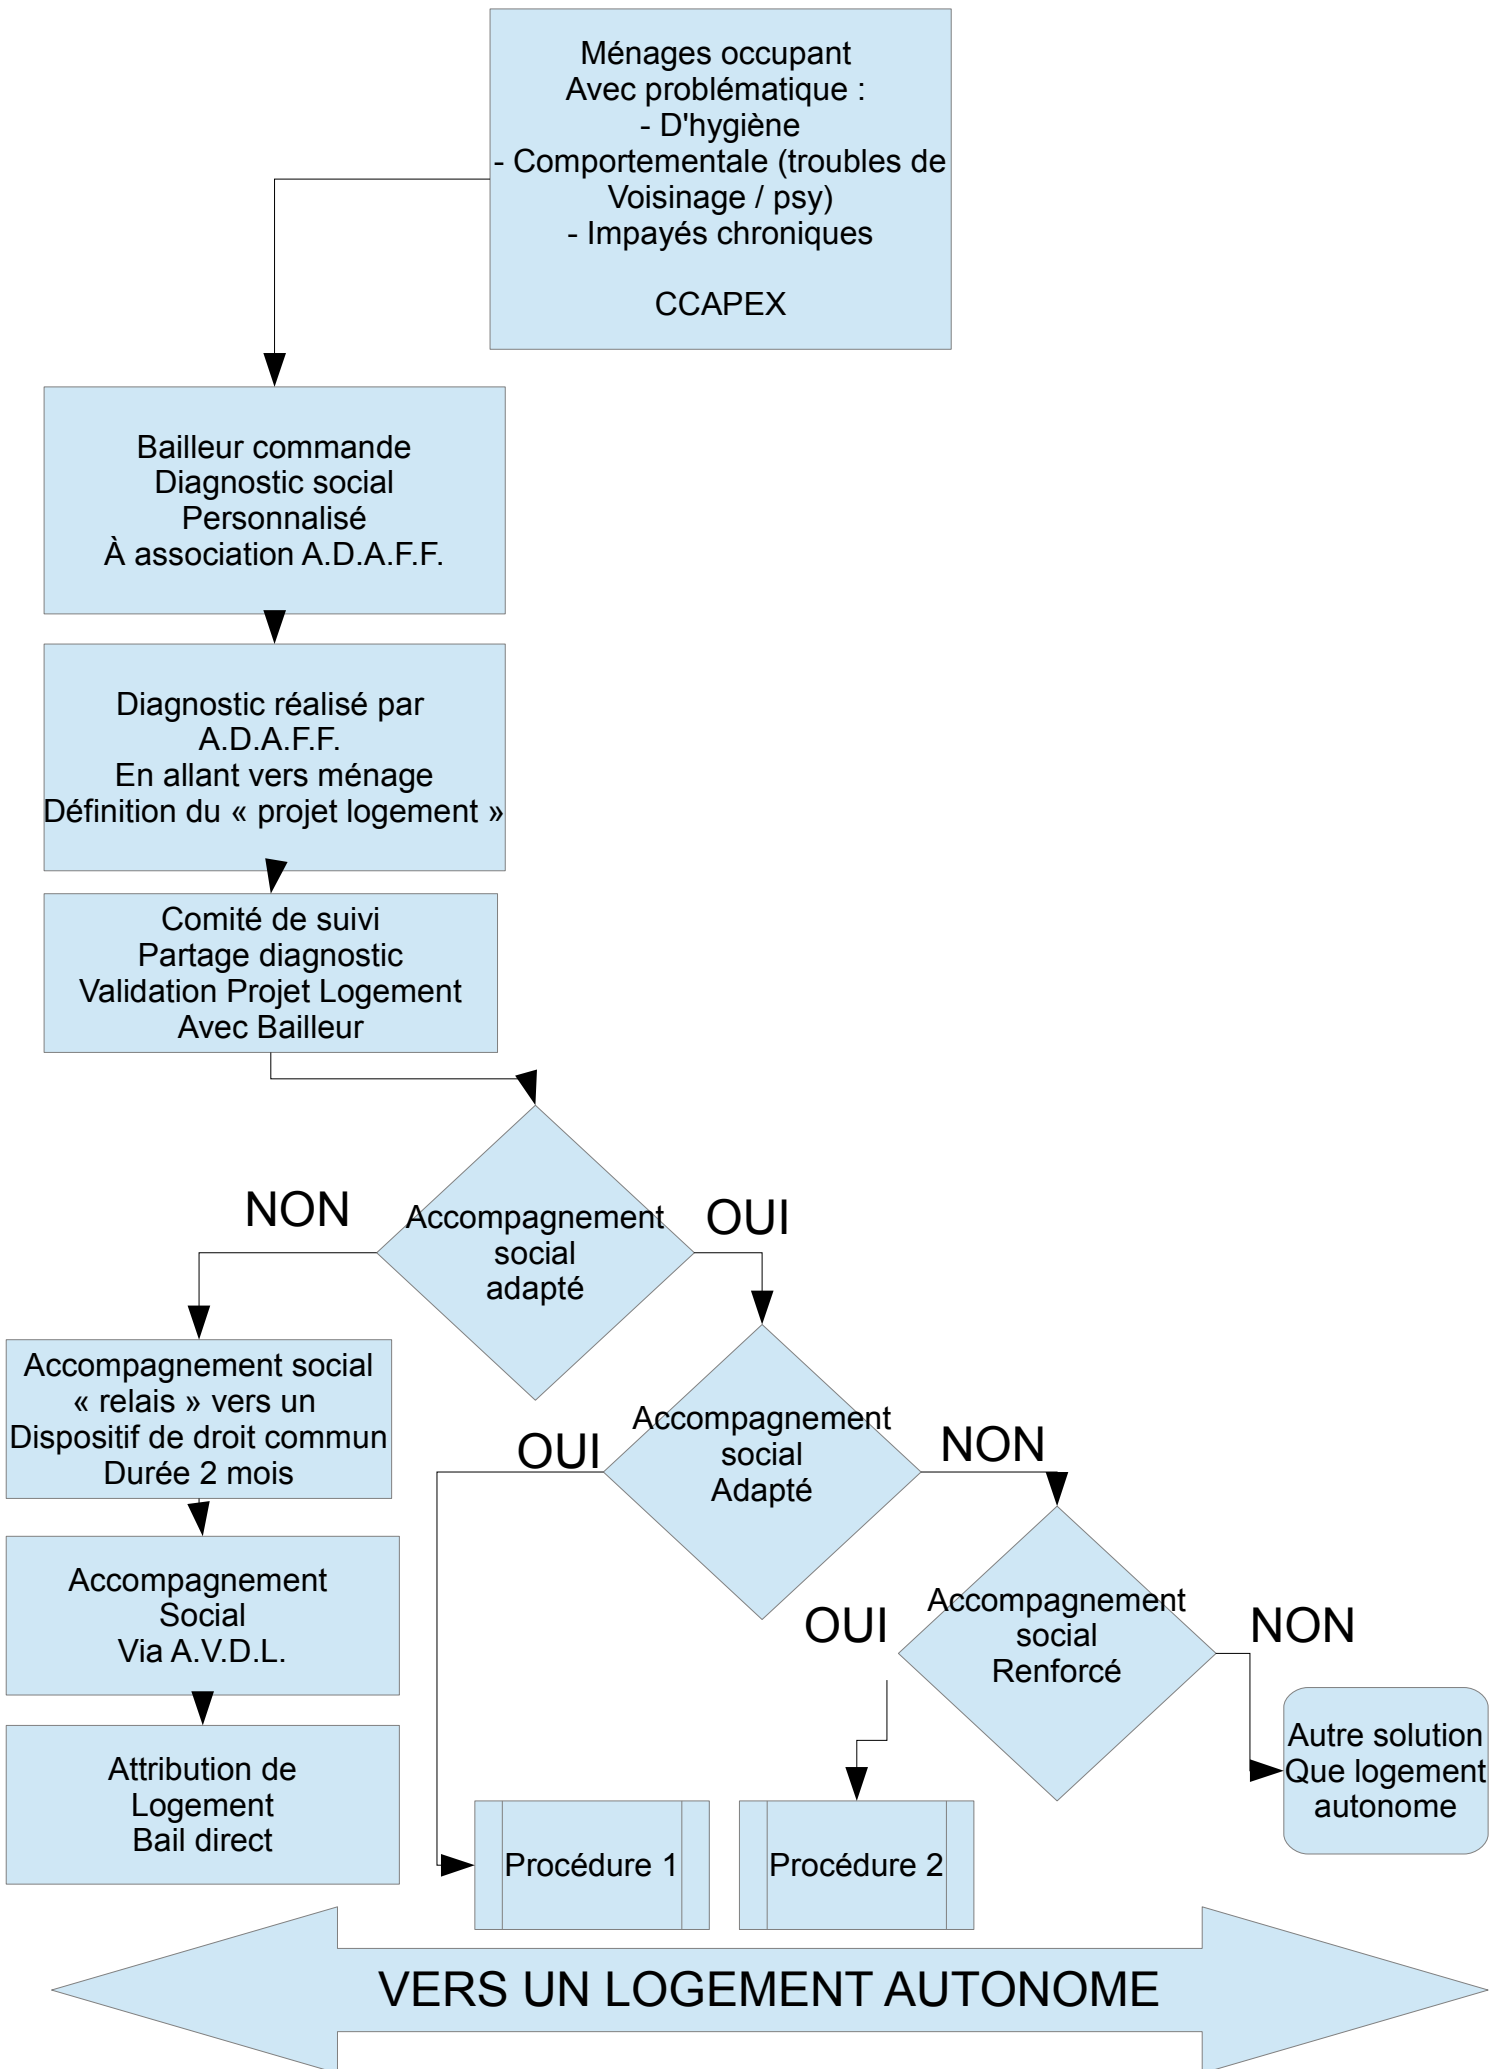 Ménages occupant
Avec problématique :
- D'hygiène
- Comportementale (troubles de
Voisinage / psy)
- Impayés chroniques
CCAPEX
Bailleur commande
Diagnostic social
Personnalisé
À association A.D.A.F.F.
Diagnostic réalisé par
A.D.A.F.F.
En allant vers ménage
Définition du « projet logement »
Comité de suivi
Partage diagnostic
Validation Projet Logement
Avec Bailleur
NON
Accompagnement
social
adapté
OUI
Accompagnement social
« relais » vers un
Dispositif de droit commun
Durée 2 mois
OUI
Accompagnement
social
Adapté
NON
Accompagnement
Social
Via A.V.D.L.
OUI
Accompagnement
social
Renforcé
NON
Attribution de
Logement
Bail direct
Procédure 1
Procédure 2
Autre solution
Que logement
autonome
VERS UN LOGEMENT AUTONOME